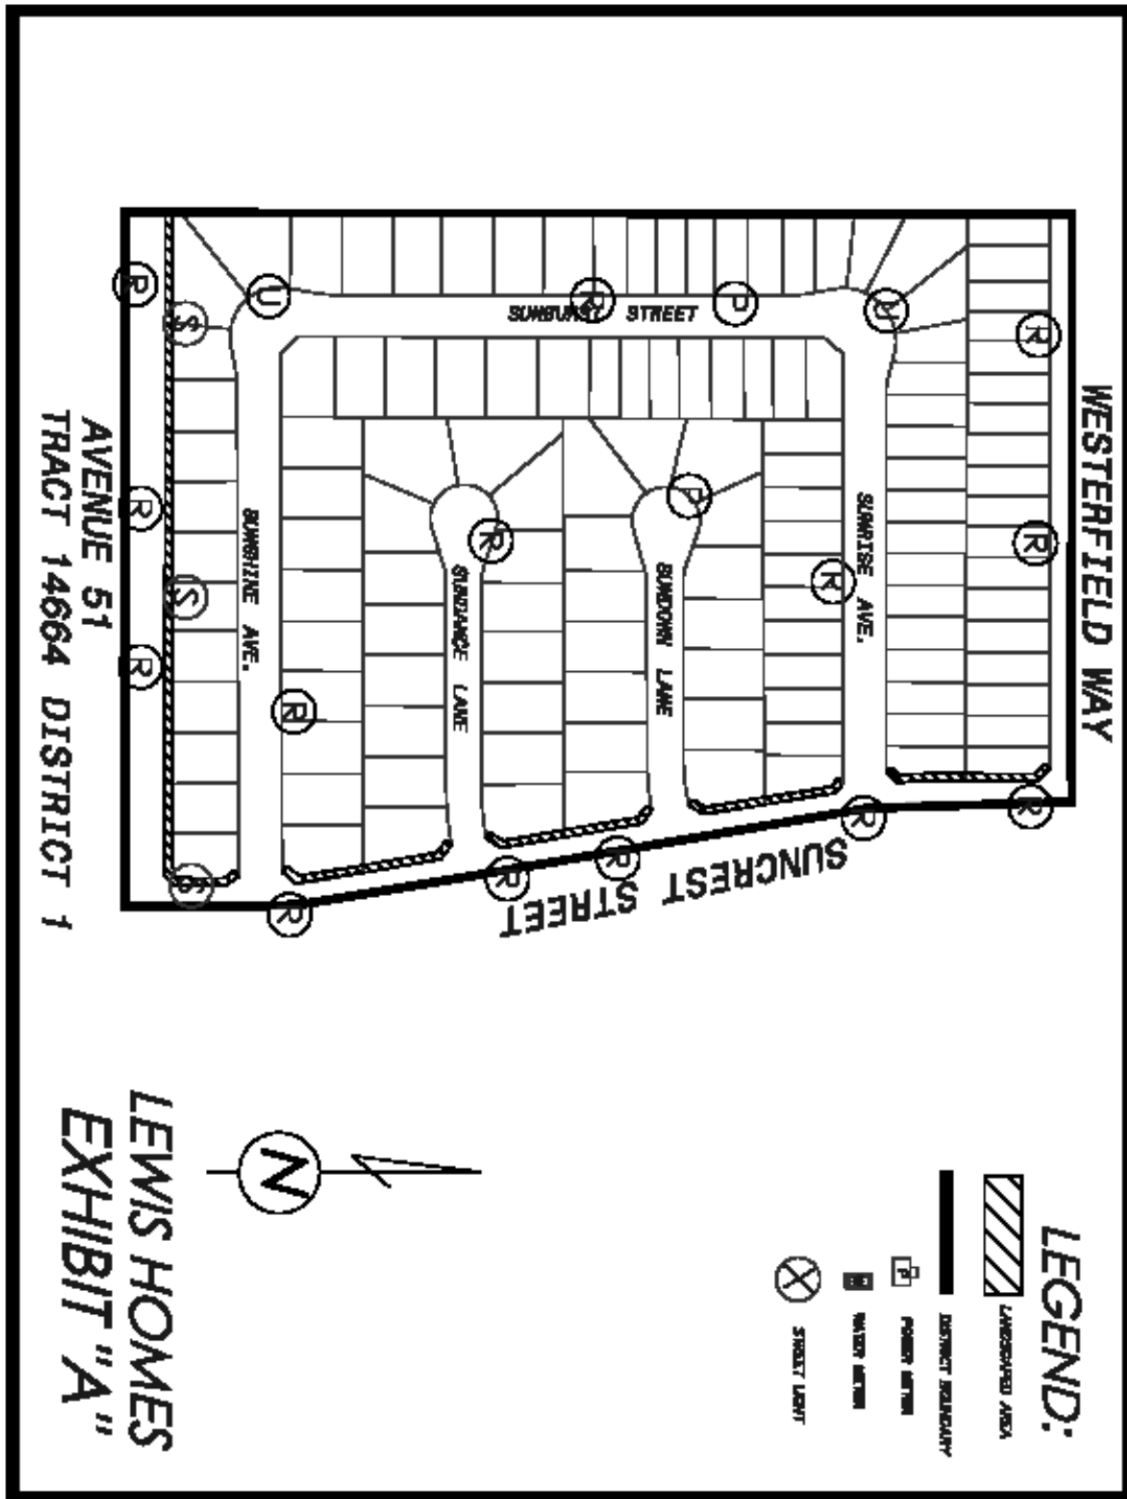 WESTERFIELD WAY
R
R
R
U
P
R
U
SUNBURST STREET
P
S
SUNRISE AVE.
R
P
SUNDOWN LANE
R
SUNDANCE LANE
SUNSHINE AVE.
R
R
S
R
S
SUNCREST STREET
R
R
R
R
AVENUE 51
TRACT 14664 DISTRICT 1
LEGEND:
LANDSCAPED AREA
DISTRICT BOUNDARY
P
POWER METER
WATER METER
STREET LIGHT
N
LEWIS HOMES
EXHIBIT "A"